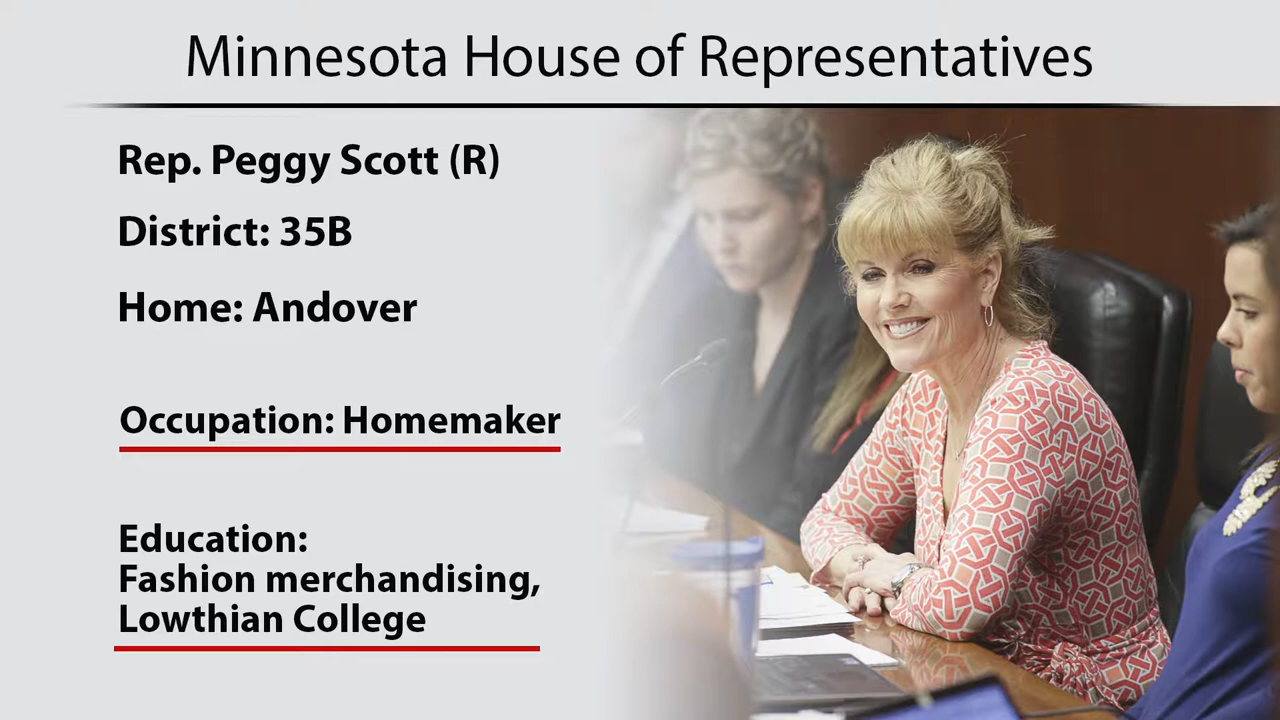 Minnesota House of Representatives
Rep. Peggy Scott (R)
District: 35B
Home: Andover
Occupation: Homemaker
Education:
Fashion merchandising,
Lowthian College